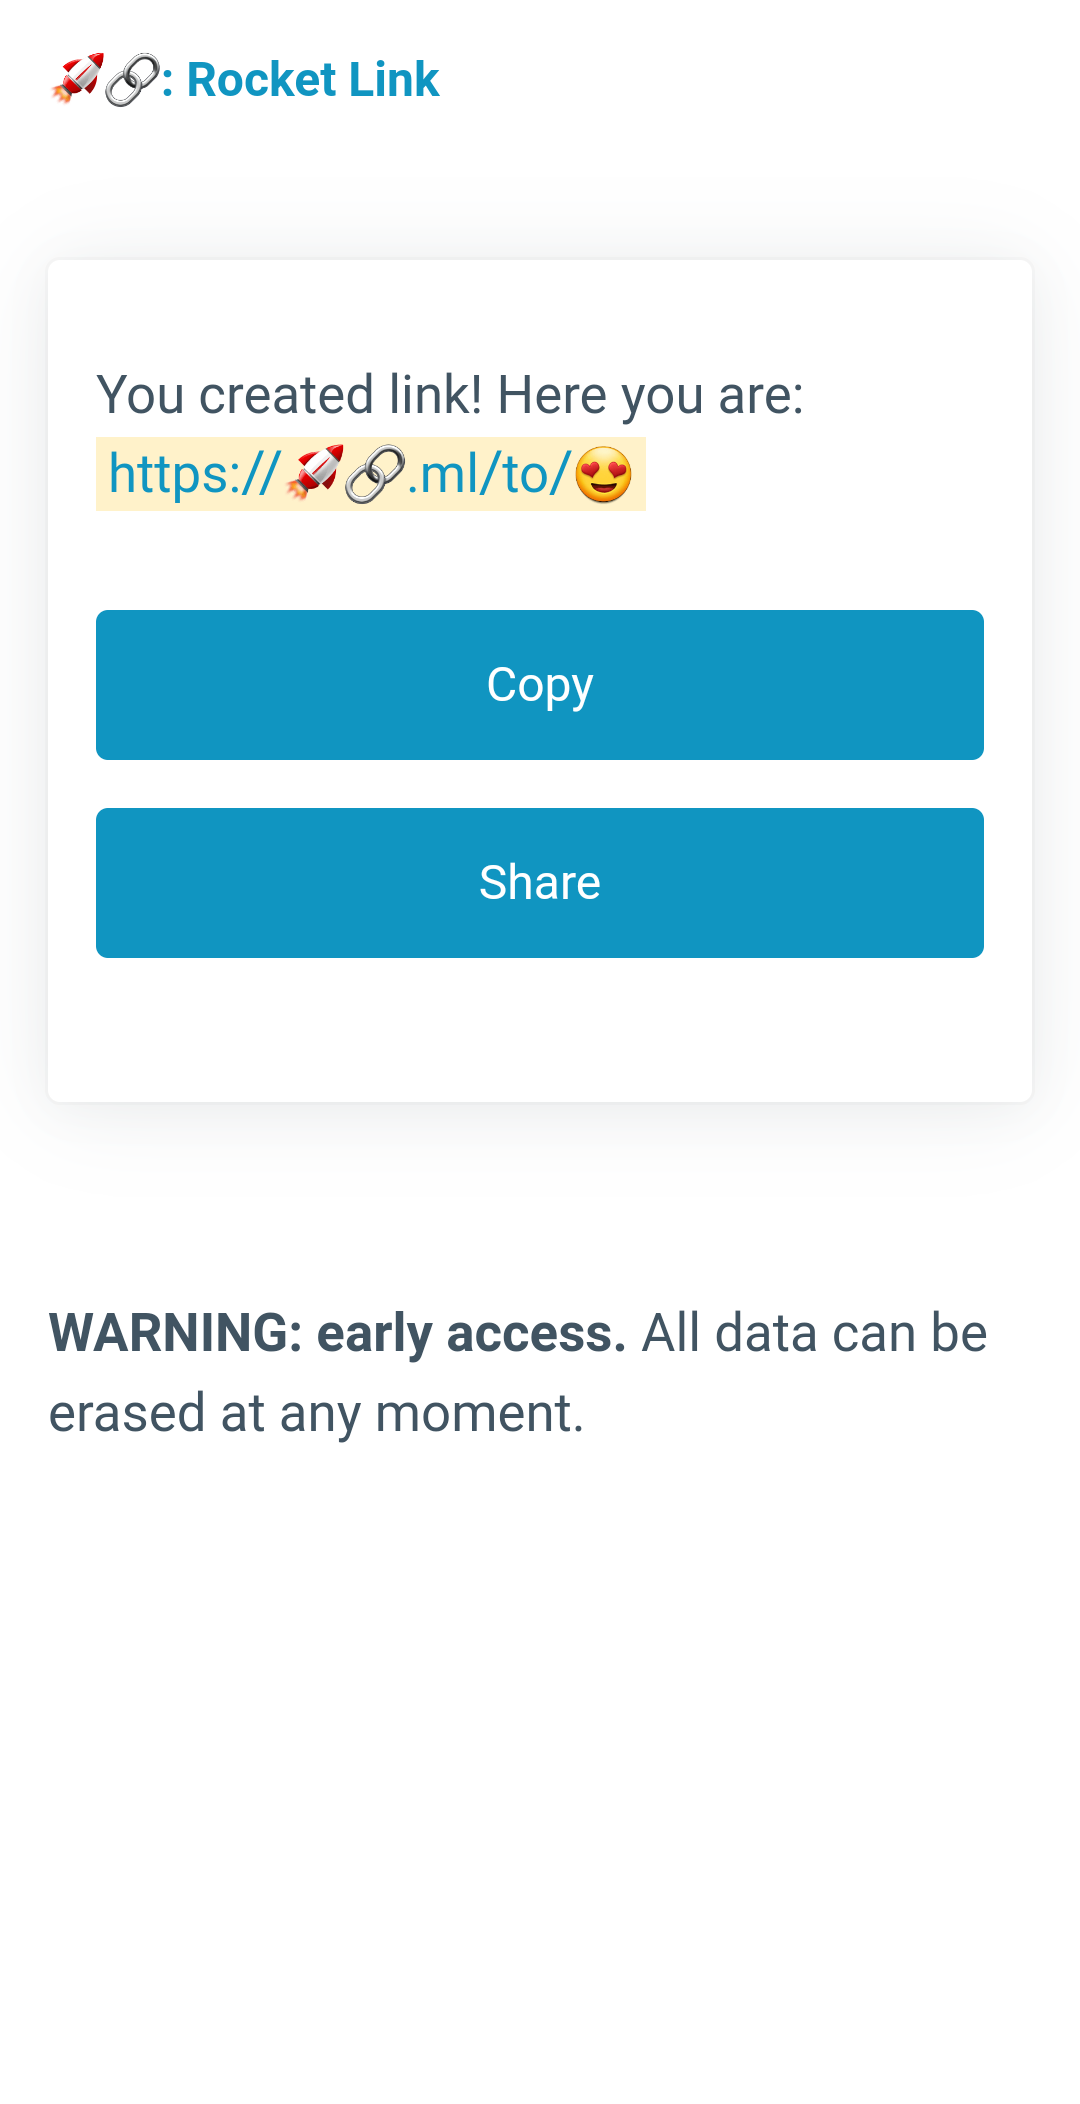 🚀🔗: Rocket Link
You created link! Here you are:
https://🚀🔗.ml/to/😍
Copy
Share
WARNING: early access. All data can be
erased at any moment.